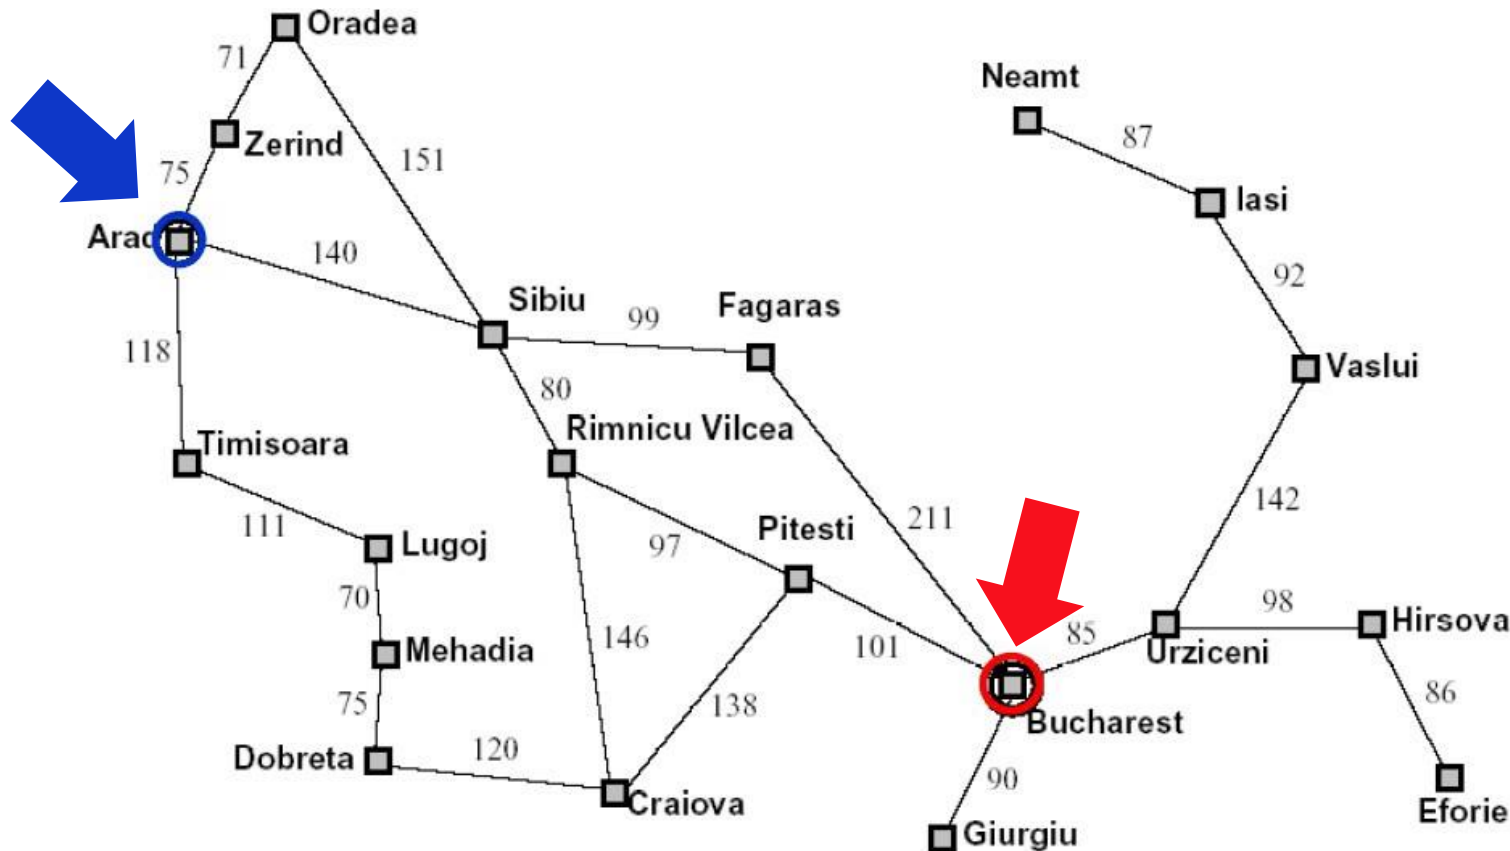 Oradea
71
Neamt
87
Zerind
151
75
Iasi
Arad
140
92
Sibiu
Fagaras
99
118
Vaslui
80
Rimnicu Vilcea
Timisoara
142
211
Pitesti
111
Lugoj
97
70
98
Hirsova
85
146
101
Urziceni
Mehadia
86
75
138
Bucharest
120
Dobreta
90
Craiova
Eforie
Giurgiu